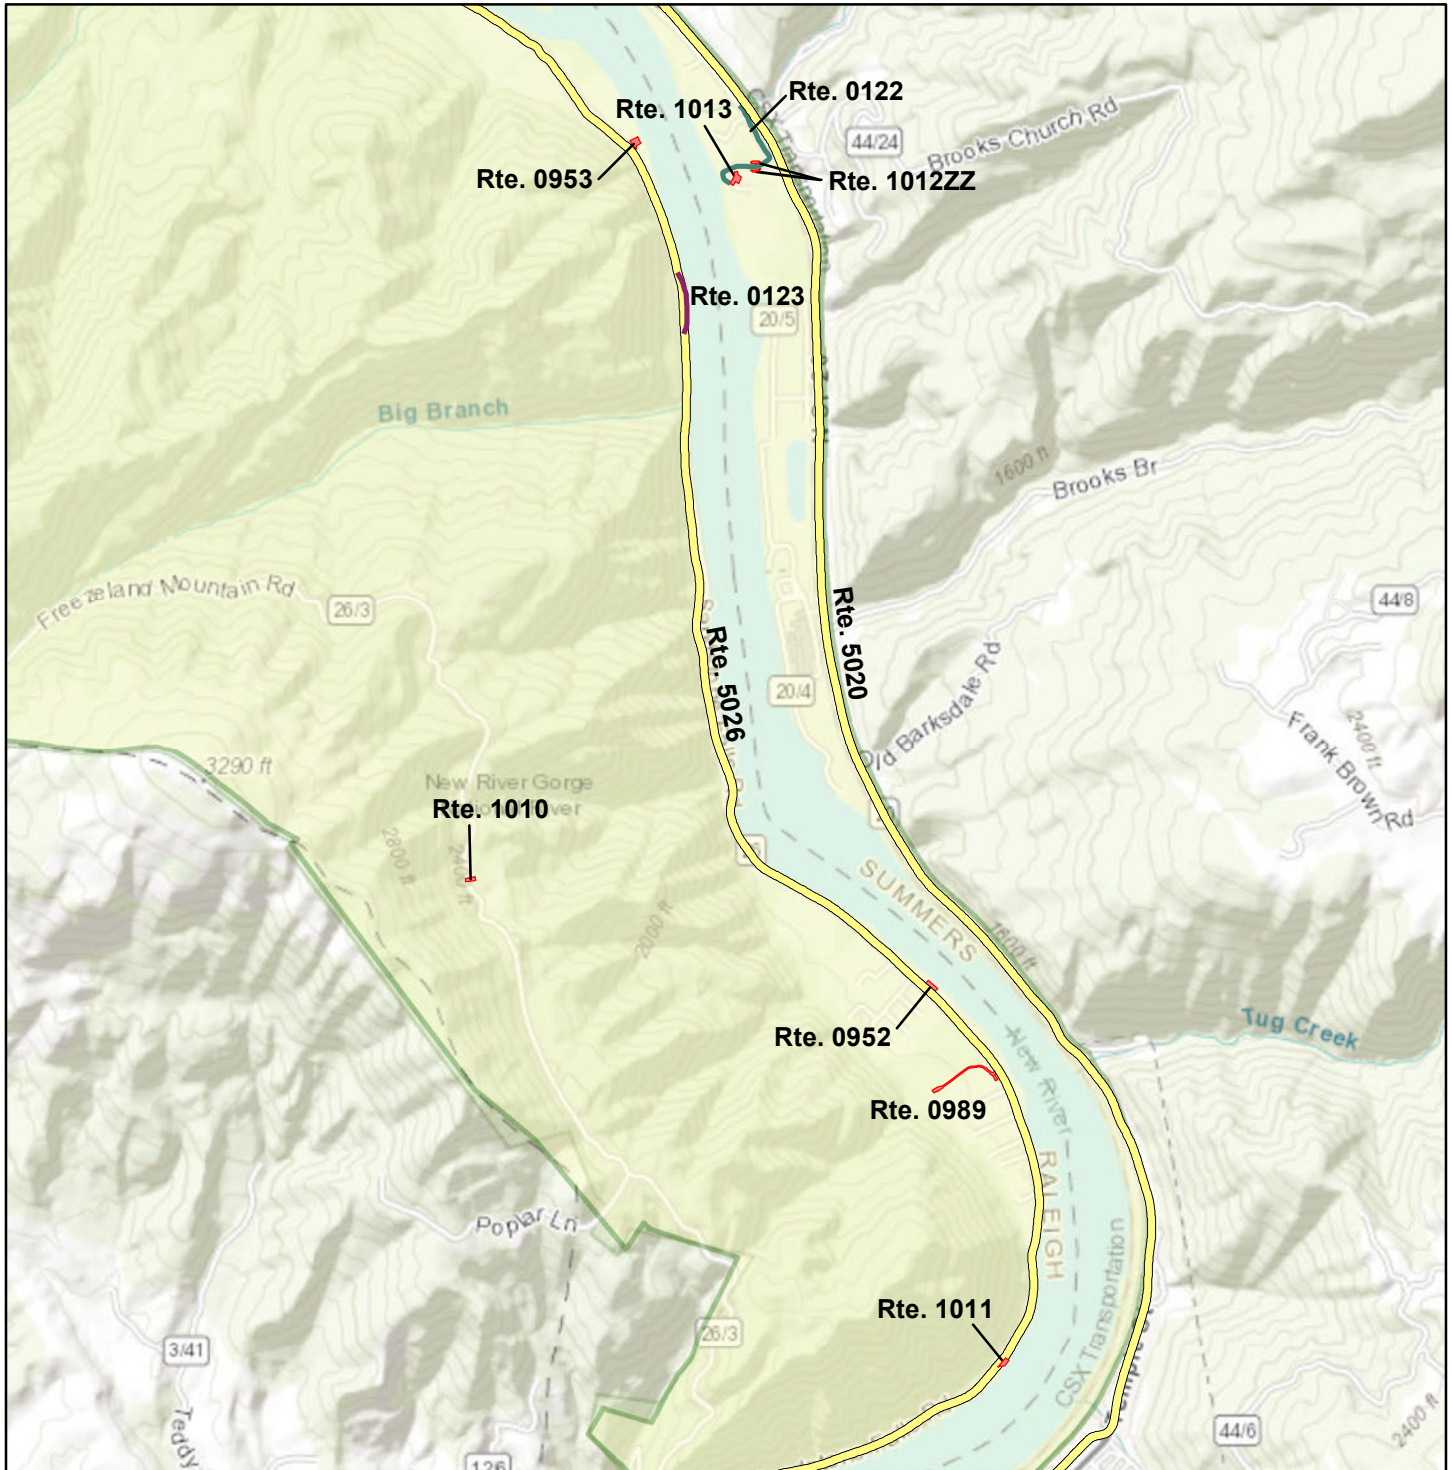 Rte. 0122
Rte. 1013
44/24
Brooks Church Rd
Rte. 0953
Rte. 1012ZZ
Rte. 0123
20/5
Big Branch
1600 ft
Brooks Br
Freezeland Mountain Rd
26/3
44/8
Rte. 5026
Rte. 5020
20/4
Old Barksdale Rd
Frank Brown Rd
2400 ft
3290 ft
New River Gorge
Rte. 1010
2800 ft
2400 ft
2000 ft
SUMMERS
1600 ft
Rte. 0952
New River
Tug Creek
Rte. 0989
RALEIGH
Poplar Ln
CSX Transportation
Rte. 1011
26/3
3/41
Teddy
44/6
2400 ft